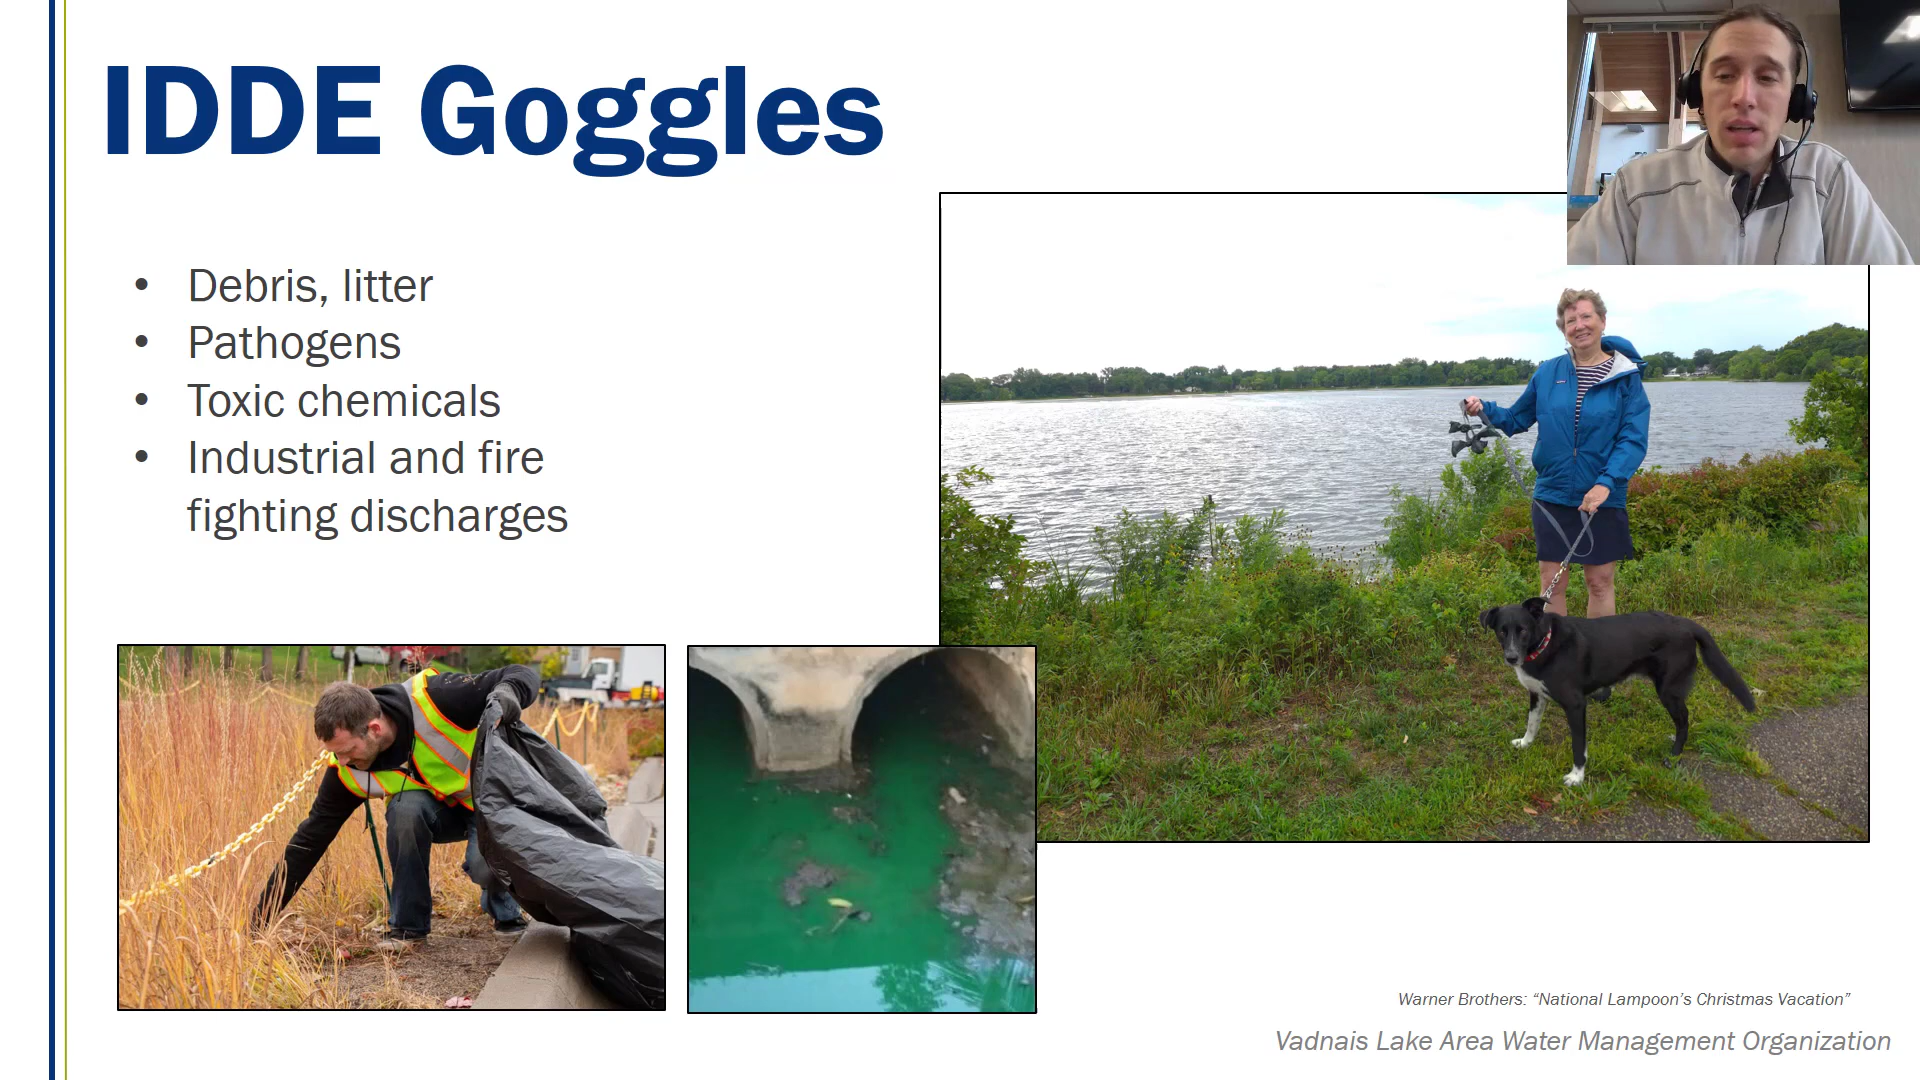 IDDE Goggles
• Debris, litter
• Pathogens
• Toxic chemicals
• Industrial and fire
fighting discharges
Warner Brothers: “National Lampoon’s Christmas Vacation”
Vadnais Lake Area Water Management Organization